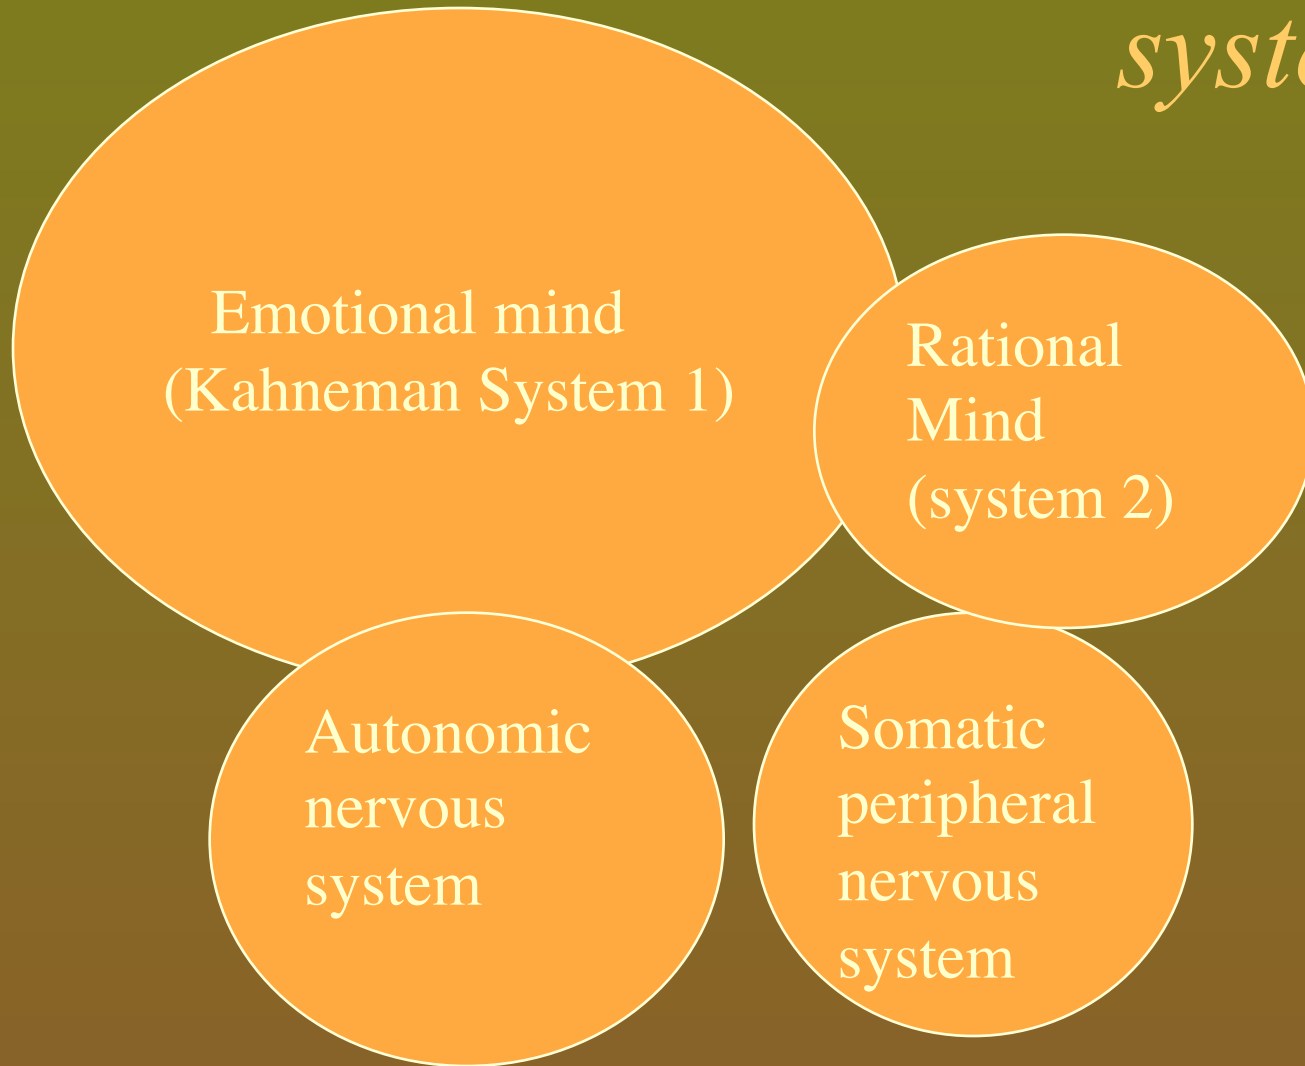 Emotional mind
(Kahneman System 1)
Rational
Mind
(system 2)
Autonomic
nervous
system
Somatic
peripheral
nervous
system